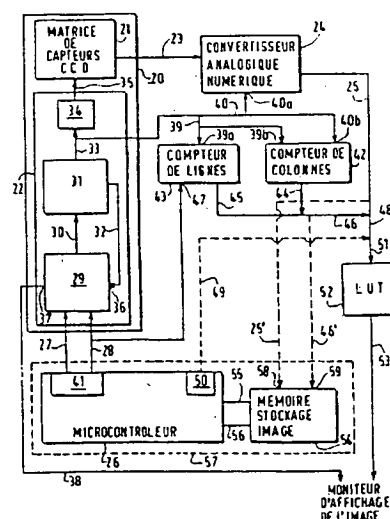 MATRICE
DE
CAPTEURS
CCD
21
23
CONVERTISSEUR
ANALOGIQUE
NUMERIQUE
24
20
35
34
40
40a
25
33
39
39a
39b
40b
22
31
COMPTEUR
DE LIGNES
COMPTEUR DE
COLONNES
42
43
47
44
48
30
32
45
46
51
29
49
LUT
52
37
36
25'
46'
53
27
28
58
59
41
50
55
MEMOIRE
STOCKAGE
IMAGE
MICROCONTROLEUR
56
26
57
56
38
MONITEUR
D'AFFICHAGE
DE L'IMAGE